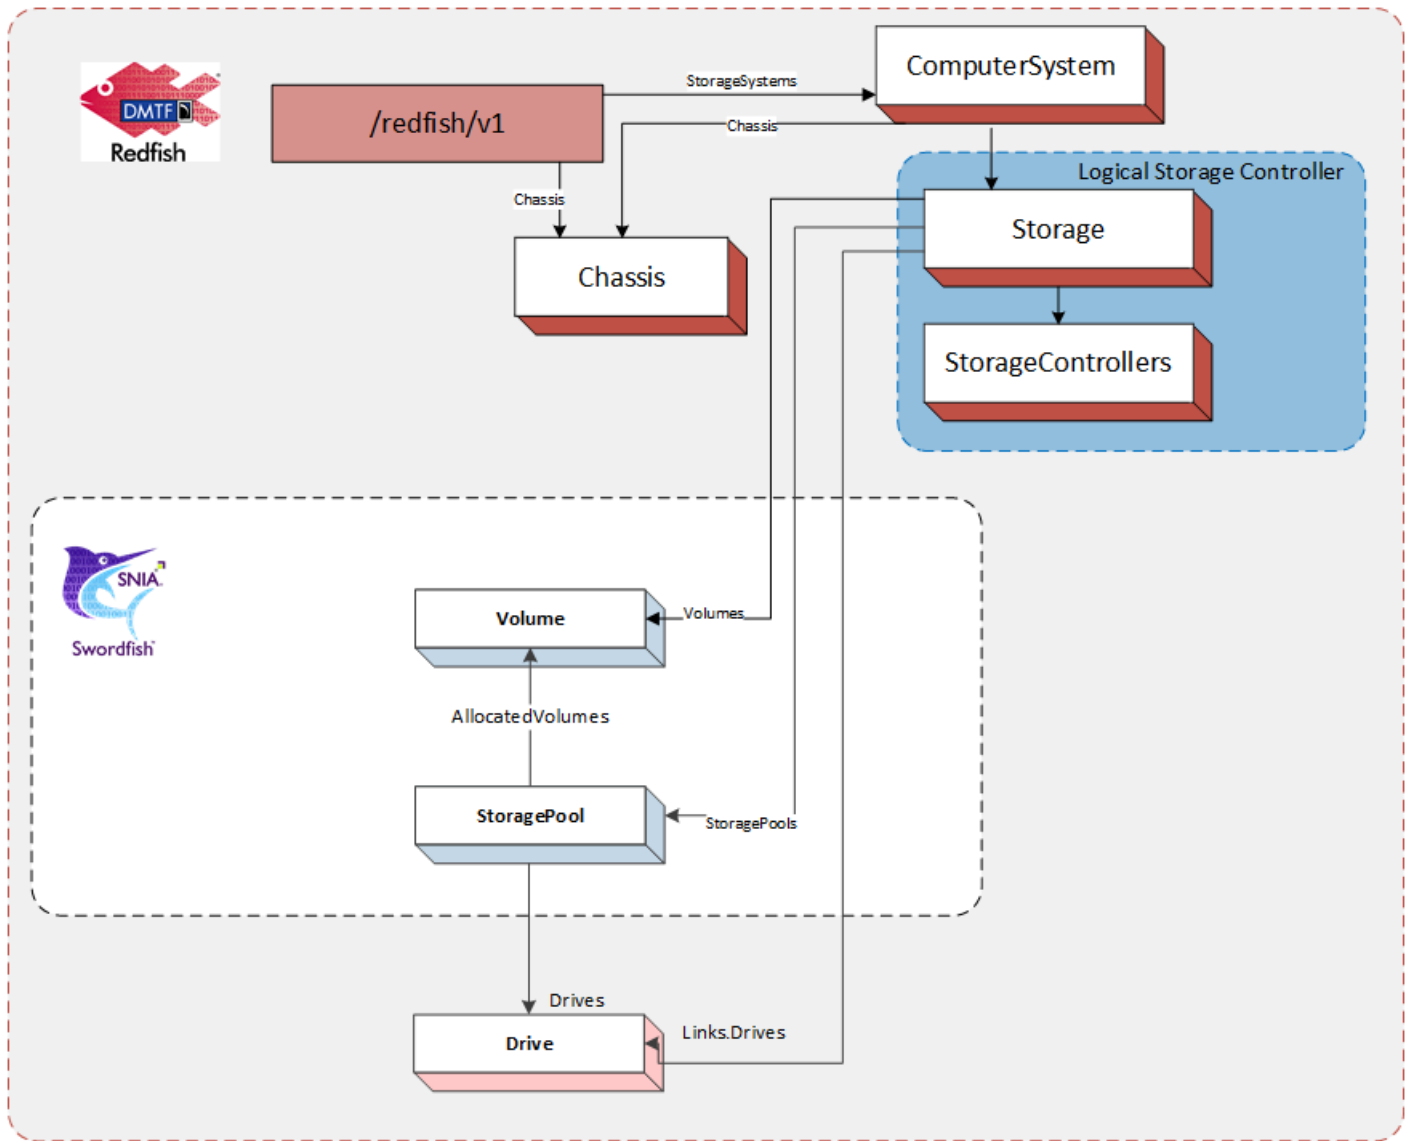 ComputerSystem
StorageSystems
DMTF
/redfish/v1
Chassis
Redfish
Logical Storage Controller
Chassis
Storage
Chassis
StorageControllers
SNIA
Swordfish
Volume
Volumes
AllocatedVolumes
StoragePool
StoragePools
Drives
Links.Drives
Drive